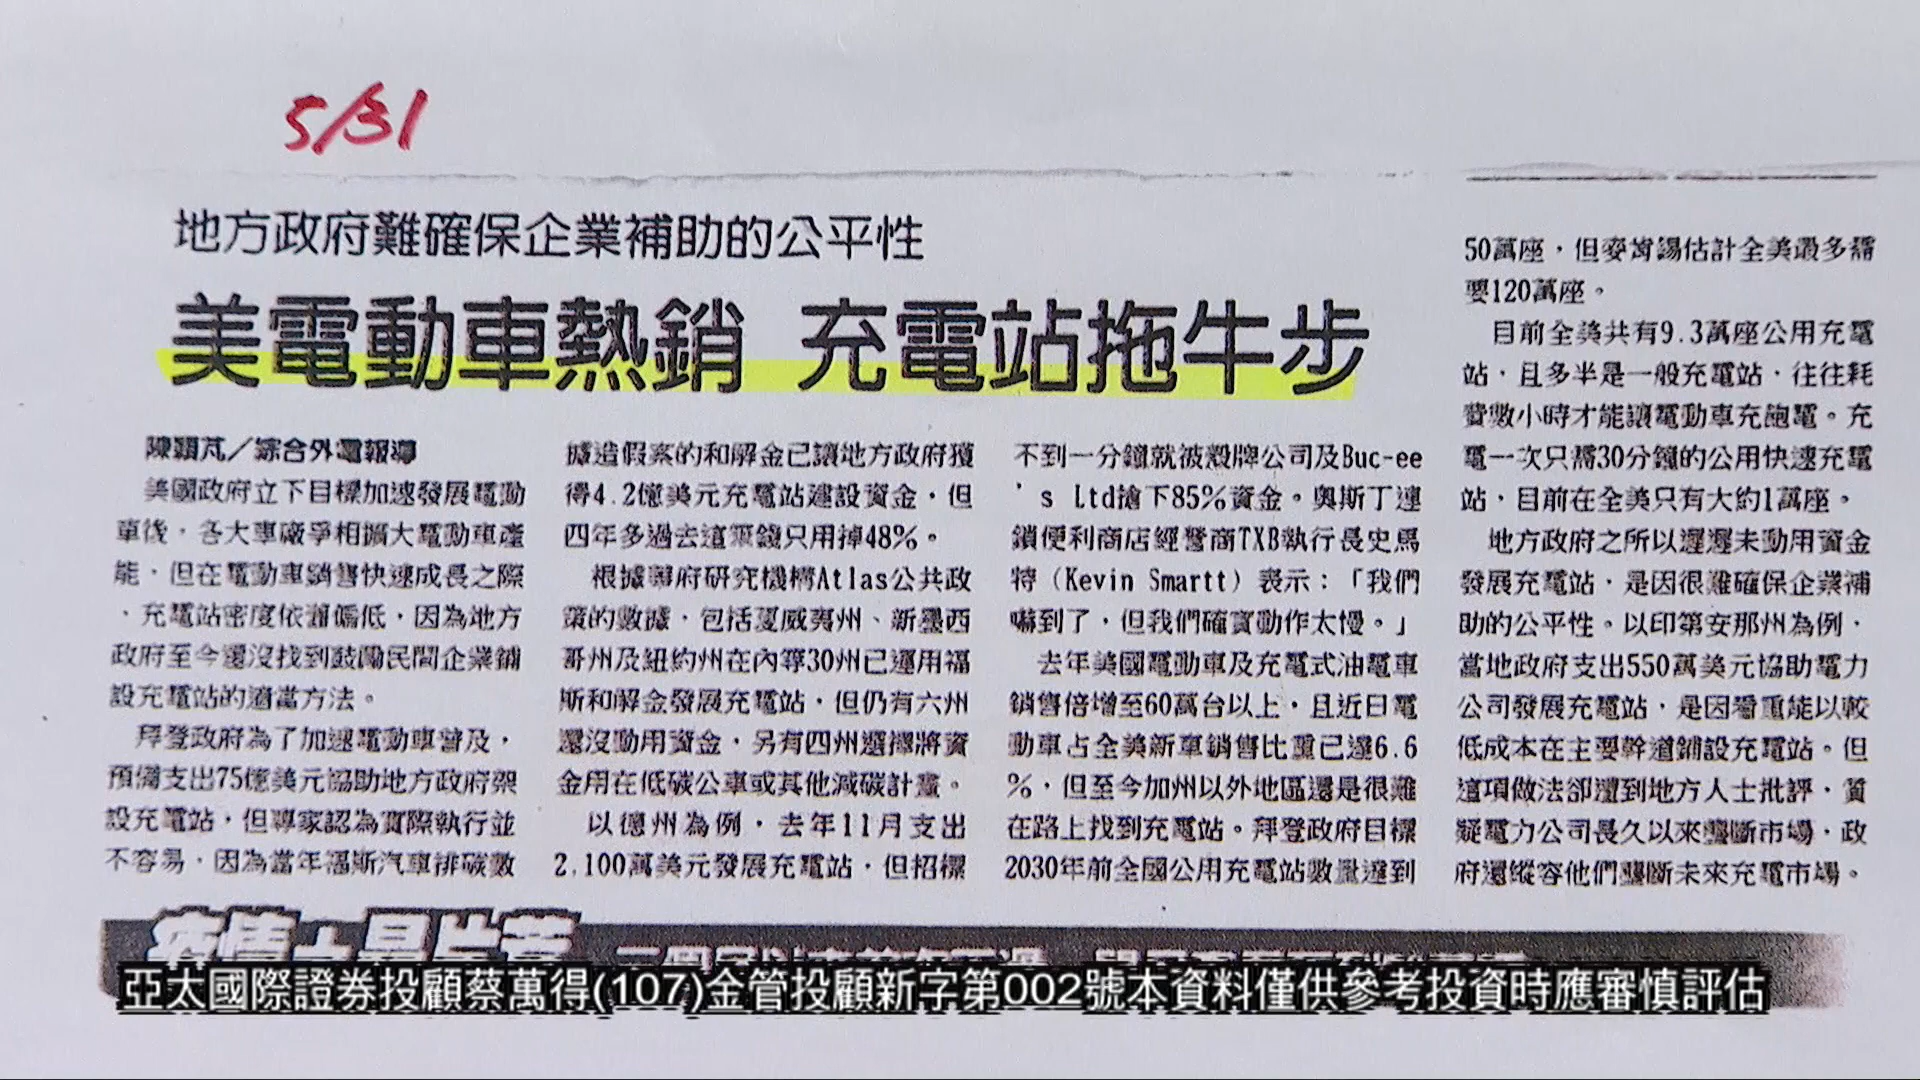 5/31
地方政府難確保企業補助的公平性
美電動車熱銷 充電站拖牛步
陳穎芃／綜合外電報導
美國政府立下目標加速發展電動
車後，各大車廠爭相擴大電動車產
能，但在電動車銷售快速成長之際
，充電站密度依舊偏低，因為地方
政府至今還沒找到鼓勵民間企業鋪
設充電站的適當方法。
拜登政府為了加速電動車普及，
預備支出75億美元協助地方政府架
設充電站，但專家認為實際執行並
不容易，因為當年福斯汽車排碳數
據造假案的和解金已讓地方政府獲
得4.2億美元充電站建設資金，但
四年多過去這筆錢只用掉48%。
根據華府研究機構Atlas公共政
策的數據，包括夏威夷州、新墨西
哥州及紐約州在內等30州已運用福
斯和解金發展充電站，但仍有六州
還沒動用資金，另有四州選擇將資
金用在低碳公車或其他減碳計畫。
以德州為例，去年11月支出
2,100萬美元發展充電站，但招標
不到一分鐘就被殼牌公司及Buc-ee
's Ltd搶下85%資金。奧斯丁連
鎖便利商店經營商TXB執行長史馬
特（Kevin Smartt）表示：「我們
嚇到了，但我們確實動作太慢。」
去年美國電動車及充電式油電車
銷售倍增至60萬台以上，且近日電
動車占全美新車銷售比重已達6.6
%，但至今加州以外地區還是很難
在路上找到充電站。拜登政府目標
2030年前全國公用充電站數量達到
50萬座，但麥肯錫估計全美最多需
要120萬座。
目前全美共有9.3萬座公用充電
站，且多半是一般充電站，往往耗
費數小時才能讓電動車充飽電。充
電一次只需30分鐘的公用快速充電
站，目前在全美只有大約1萬座。
地方政府之所以遲遲未動用資金
發展充電站，是因很難確保企業補
助的公平性。以印第安那州為例，
當地政府支出550萬美元協助電力
公司發展充電站，是因看重能以較
低成本在主要幹道鋪設充電站。但
這項做法卻遭到地方人士批評，質
疑電力公司長久以來壟斷市場，政
府還縱容他們壟斷未來充電市場。
亞太國際證券投顧蔡萬得(107)金管投顧新字第002號本資料僅供參考投資時應審慎評估